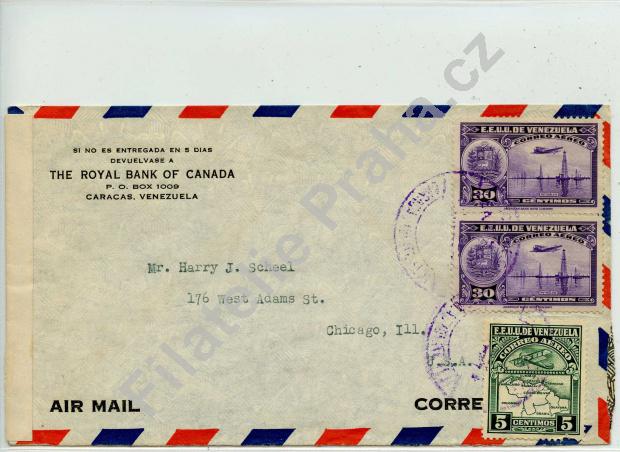 SI NO ES ENTREGADA EN 5 DIAS
DEVUELVASE A
THE ROYAL BANK OF CANADA
P. O. BOX 1009
CARACAS, VENEZUELA
E.E.U.U. DE VENEZUELA
CORREO AEREO
30 CENTIMOS
E.E.U.U. DE VENEZUELA
CORREO AEREO
30 CENTIMOS
Mr. Harry J. Scheel
176 West Adams St.
Chicago, Ill.
U.S.A.
E.E.U.U. DE VENEZUELA
CORREO AEREO
5 CENTIMOS 5
AIR MAIL
CORRE
Filatelie Praha.cz